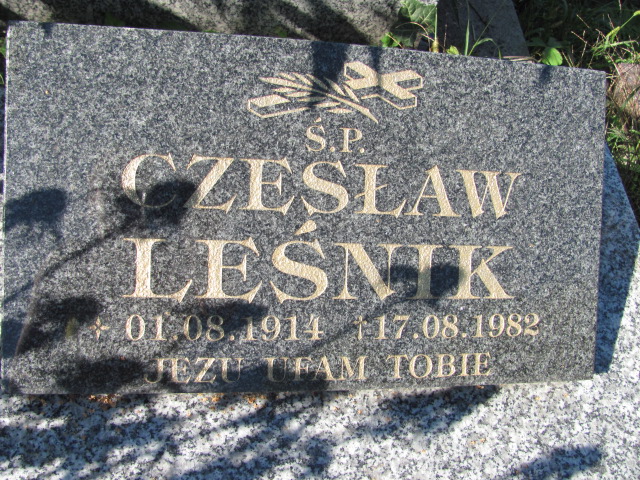 Ś.P.
CZESŁAW
LEŚNIK
01.08.1914 †17.08.1982
JEZU UFAM TOBIE